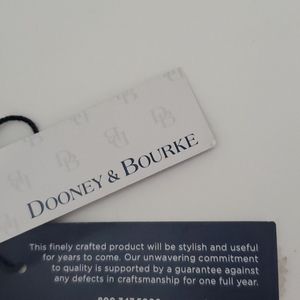 DOONEY & BOURKE
This finely crafted product will be stylish and useful
for years to come. Our unwavering commitment
to quality is supported by a guarantee against
any defects in craftsmanship for one full year.